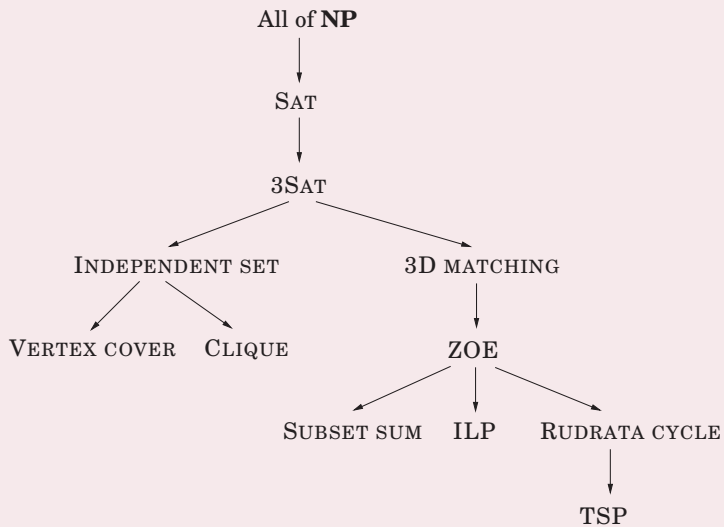 All of NP
SAT
3SAT
INDEPENDENT SET 3D MATCHING
VERTEX COVER CLIQUE ZOE
SUBSET SUM ILP RUDRATA CYCLE
TSP